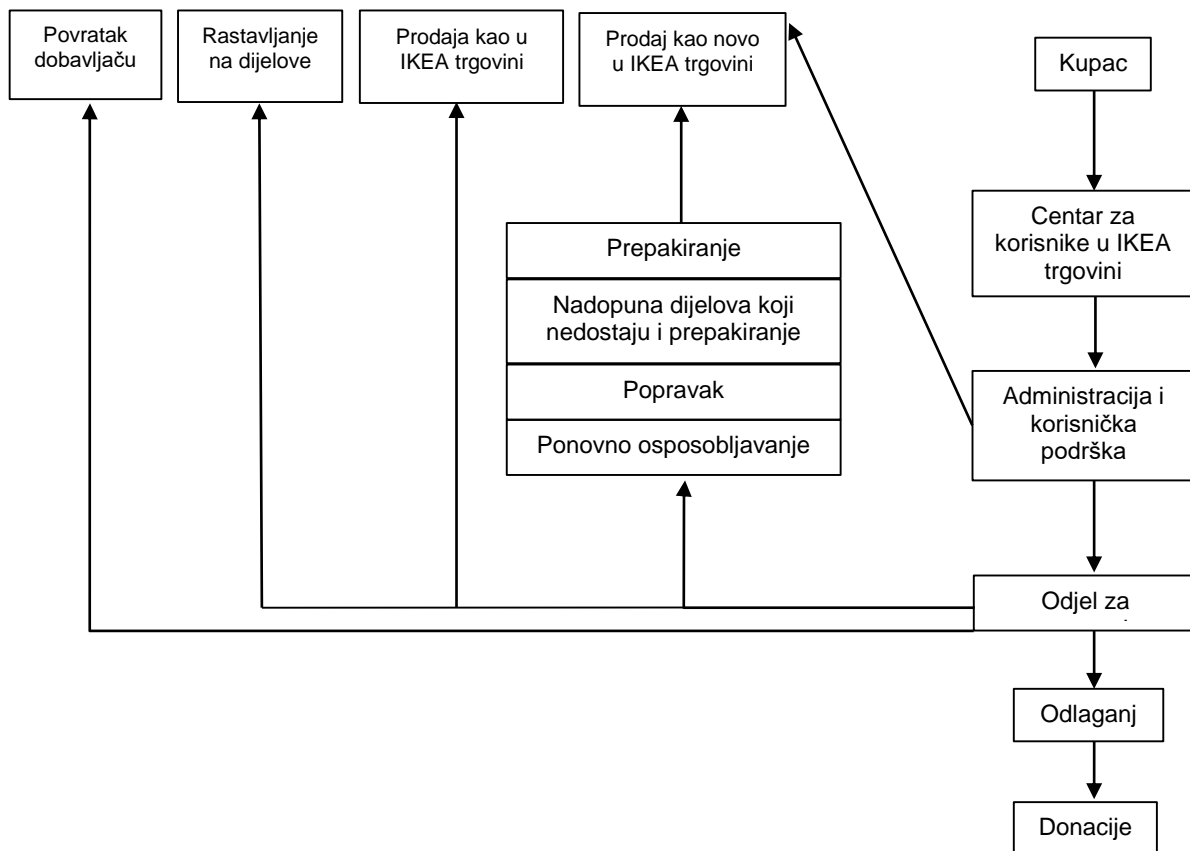 Povratak
dobavljaču
Rastavljanje
na dijelove
Prodaja kao u
IKEA trgovini
Prodaj kao novo
u IKEA trgovini
Kupac
Centar za
korisnike u IKEA
trgovini
Prepakiranje
Nadopuna dijelova koji
nedostaju i prepakiranje
Popravak
Ponovno osposobljavanje
Administracija i
korisnička
podrška
Odjel za
Odlaganj
Donacije